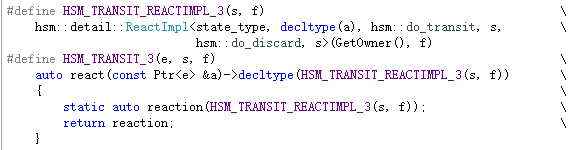 #define HSM_TRANSIT_REACTIMPL_3(s, f) \
hsm::detail::ReactImpl<state_type, decltype(a), hsm::do_transit, s, \
hsm::do_discard, s>(GetOwner(), f)
#define HSM_TRANSIT_3(e, s, f) \
auto react(const Ptr<e> &a)->decltype(HSM_TRANSIT_REACTIMPL_3(s, f)) \
{ \
static auto reaction(HSM_TRANSIT_REACTIMPL_3(s, f)); \
return reaction; \
}